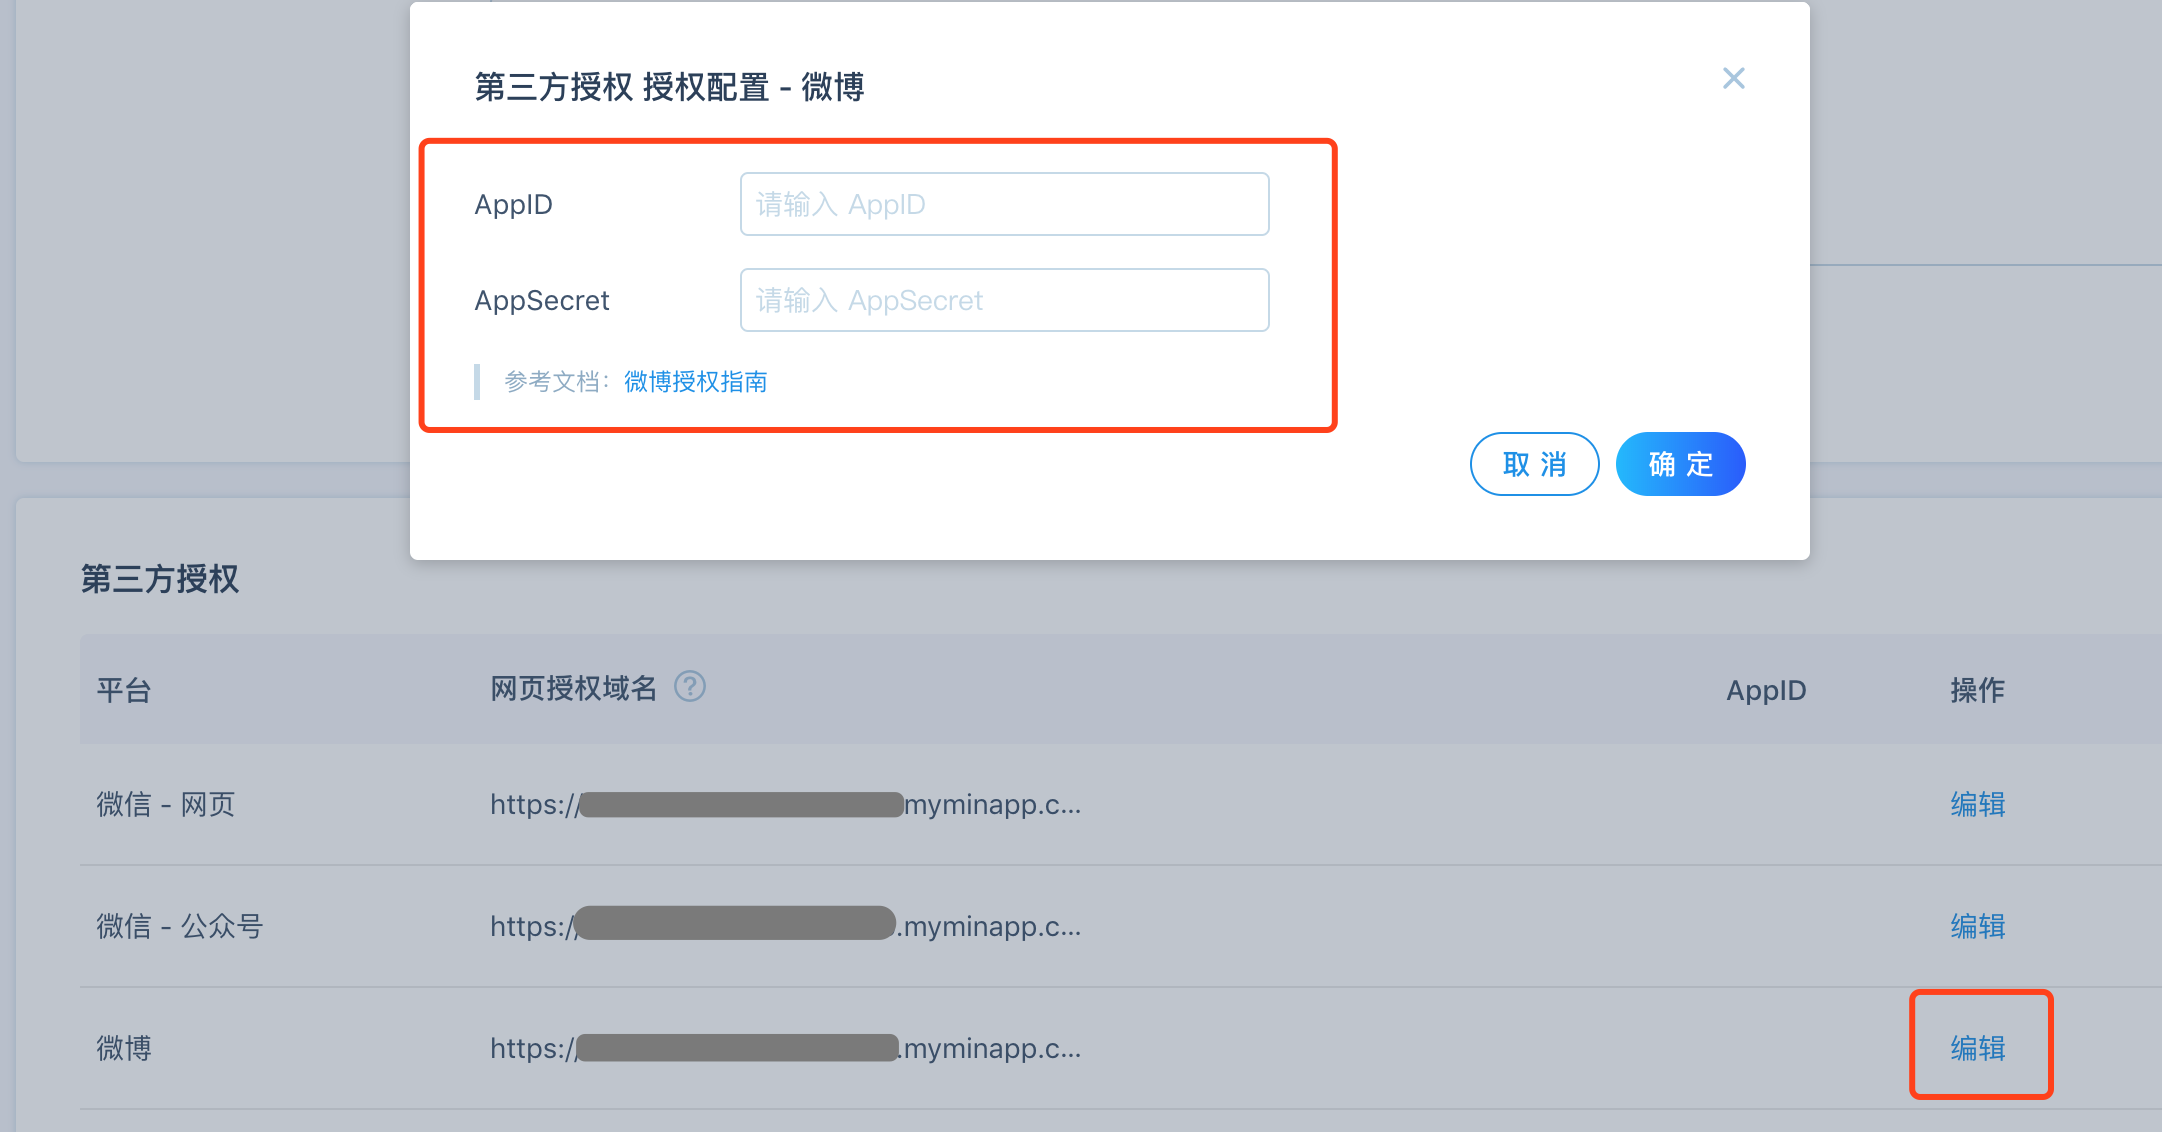 第三方授权 授权配置 - 微博
AppID
请输入 AppID
AppSecret
请输入 AppSecret
参考文档：微博授权指南
取 消
确 定
第三方授权
平台 网页授权域名 ? AppID 操作
微信 - 网页 https:// myminapp.c... 编辑
微信 - 公众号 https:/ .myminapp.c... 编辑
微博 https:/ .myminapp.c... 编辑